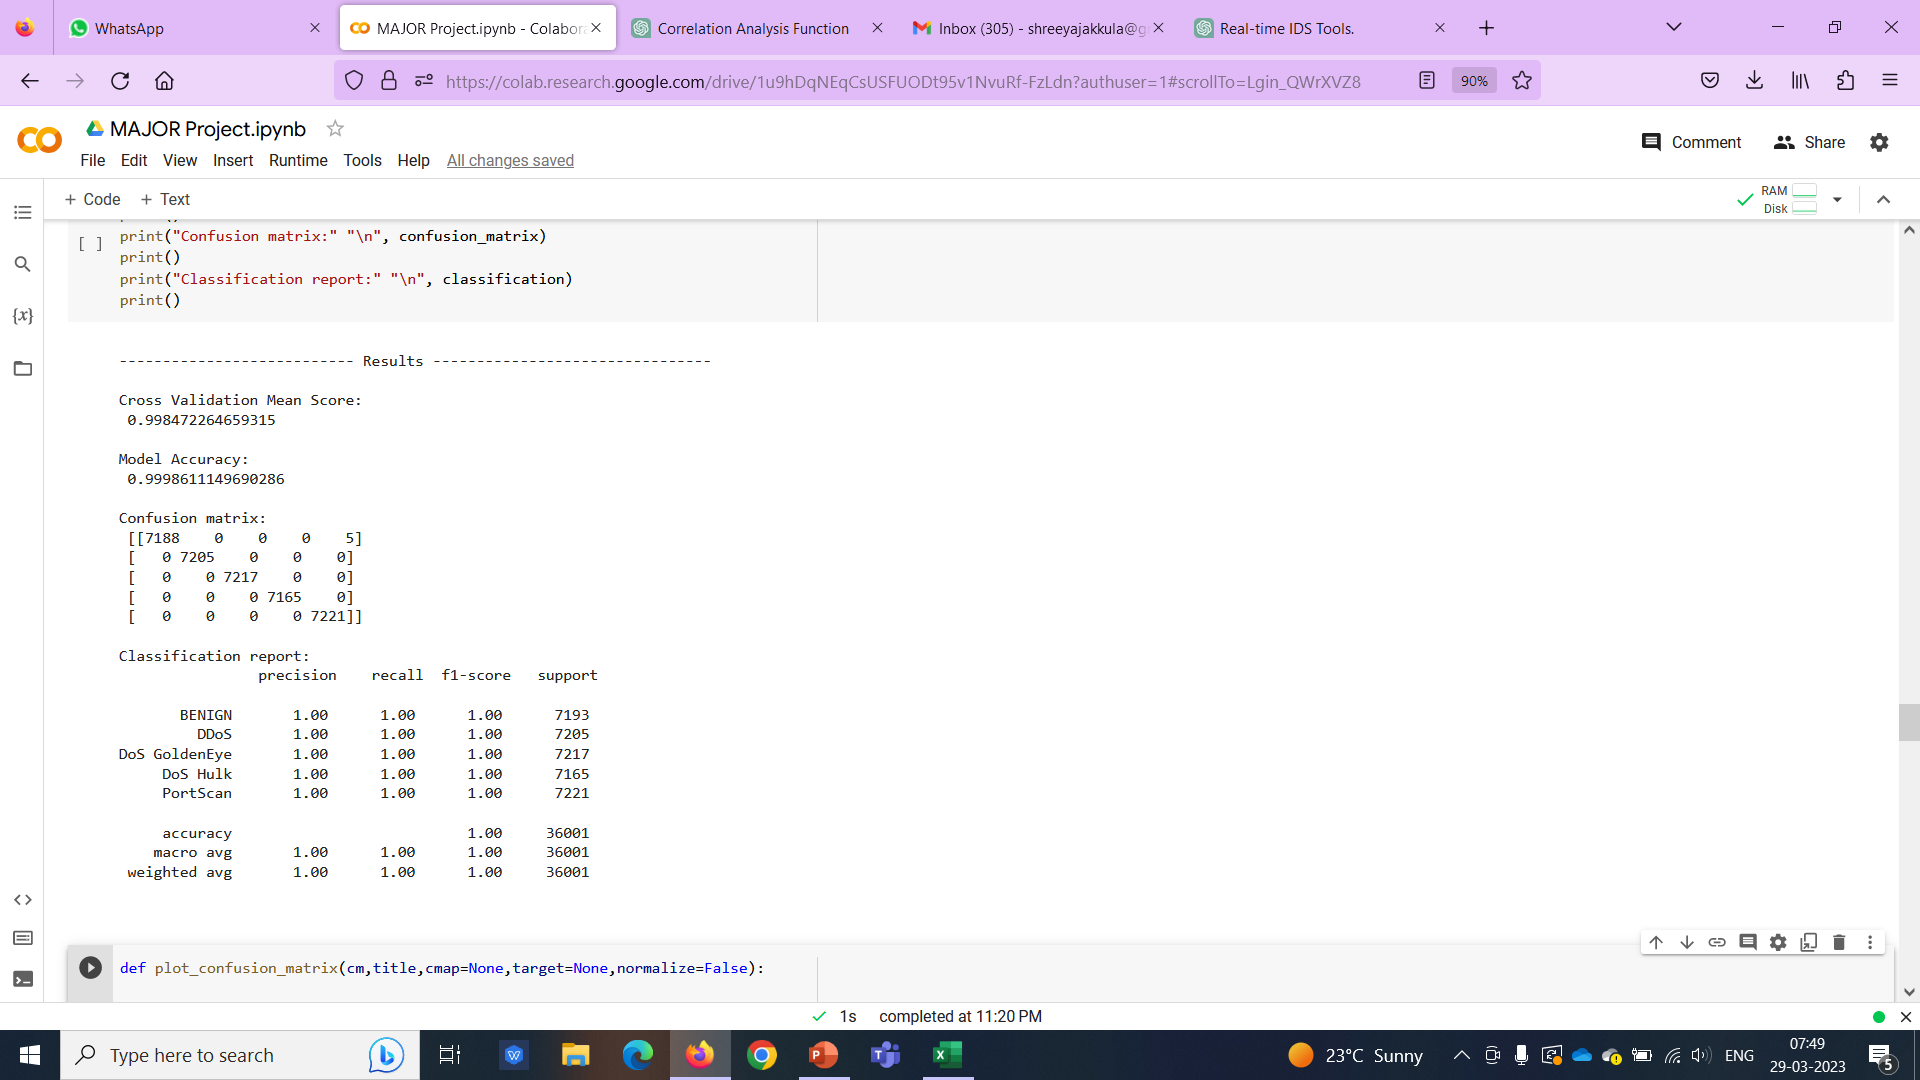 WhatsApp
MAJOR Project.ipynb - Colabora
Correlation Analysis Function
Inbox (305) - shreeyajakkula@g
Real-time IDS Tools.
https://colab.research.google.com/drive/1u9hDqNEqCsUSFUODt95v1NvuRf-FzLdn?authuser=1#scrollTo=Lgin_QWrXVZ8
90%
MAJOR Project.ipynb
File Edit View Insert Runtime Tools Help All changes saved
Comment
Share
+ Code + Text
RAM
Disk
[ ]
print("Confusion matrix:" "\n", confusion_matrix)
print()
print("Classification report:" "\n", classification)
print()
--------------------------- Results --------------------------------
Cross Validation Mean Score:
0.998472264659315
Model Accuracy:
0.9998611149690286
Confusion matrix:
[[7188 0 0 0 5]
[ 0 7205 0 0 0]
[ 0 0 7217 0 0]
[ 0 0 0 7165 0]
[ 0 0 0 0 7221]]
Classification report:
precision recall f1-score support
BENIGN 1.00 1.00 1.00 7193
DDoS 1.00 1.00 1.00 7205
DoS GoldenEye 1.00 1.00 1.00 7217
DoS Hulk 1.00 1.00 1.00 7165
PortScan 1.00 1.00 1.00 7221
accuracy 1.00 36001
macro avg 1.00 1.00 1.00 36001
weighted avg 1.00 1.00 1.00 36001
def plot_confusion_matrix(cm,title,cmap=None,target=None,normalize=False):
1s completed at 11:20 PM
Type here to search
23°C Sunny
ENG
07:49
29-03-2023
5